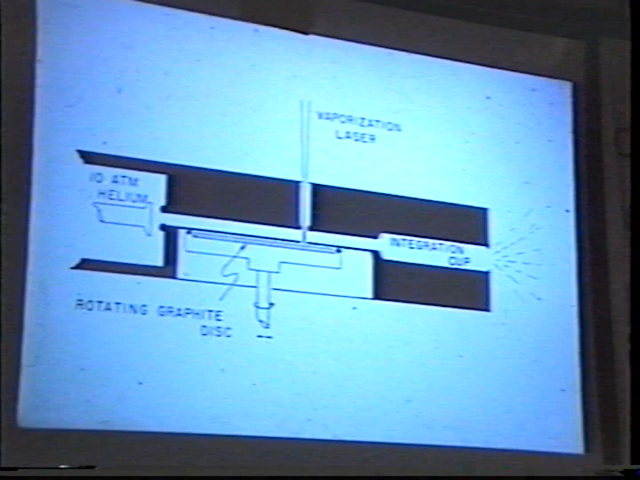 VAPORIZATION
LASER
10 ATM
HELIUM
INTEGRATION
CUP
ROTATING GRAPHITE
DISC